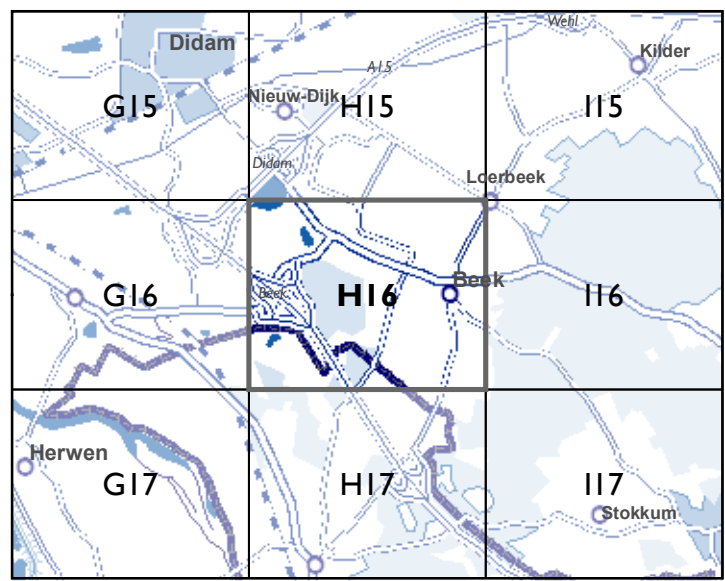 Didam
Wehl
Kilder
A15
Nieuw-Dijk
G15
H15
I15
Didam
Loerbeek
G16
Beek
H16
Beek
I16
Herwen
G17
H17
I17
Stokkum